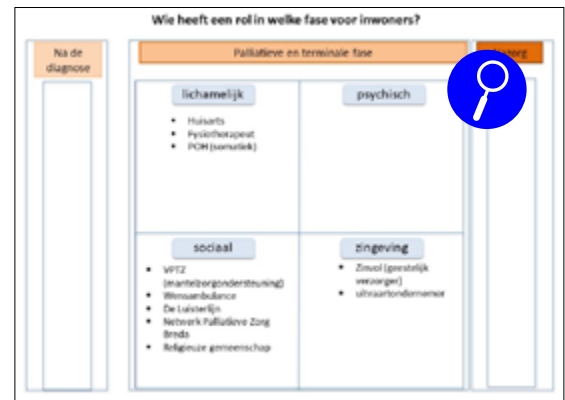 Wie heeft een rol in welke fase voor inwoners?
Na de
diagnose
Palliatieve en terminale fase
lichamelijk
Huisarts
Fysiotherapeut
POH (somatiek)
psychisch
sociaal
VPTZ
(mantelzorgondersteuning)
Wensambulance
De Luisterlijn
Netwerk Palliatieve Zorg
Breda
Religieuze gemeenschap
zingeving
Zinvol (geestelijk
verzorger)
uitvaartondernemer